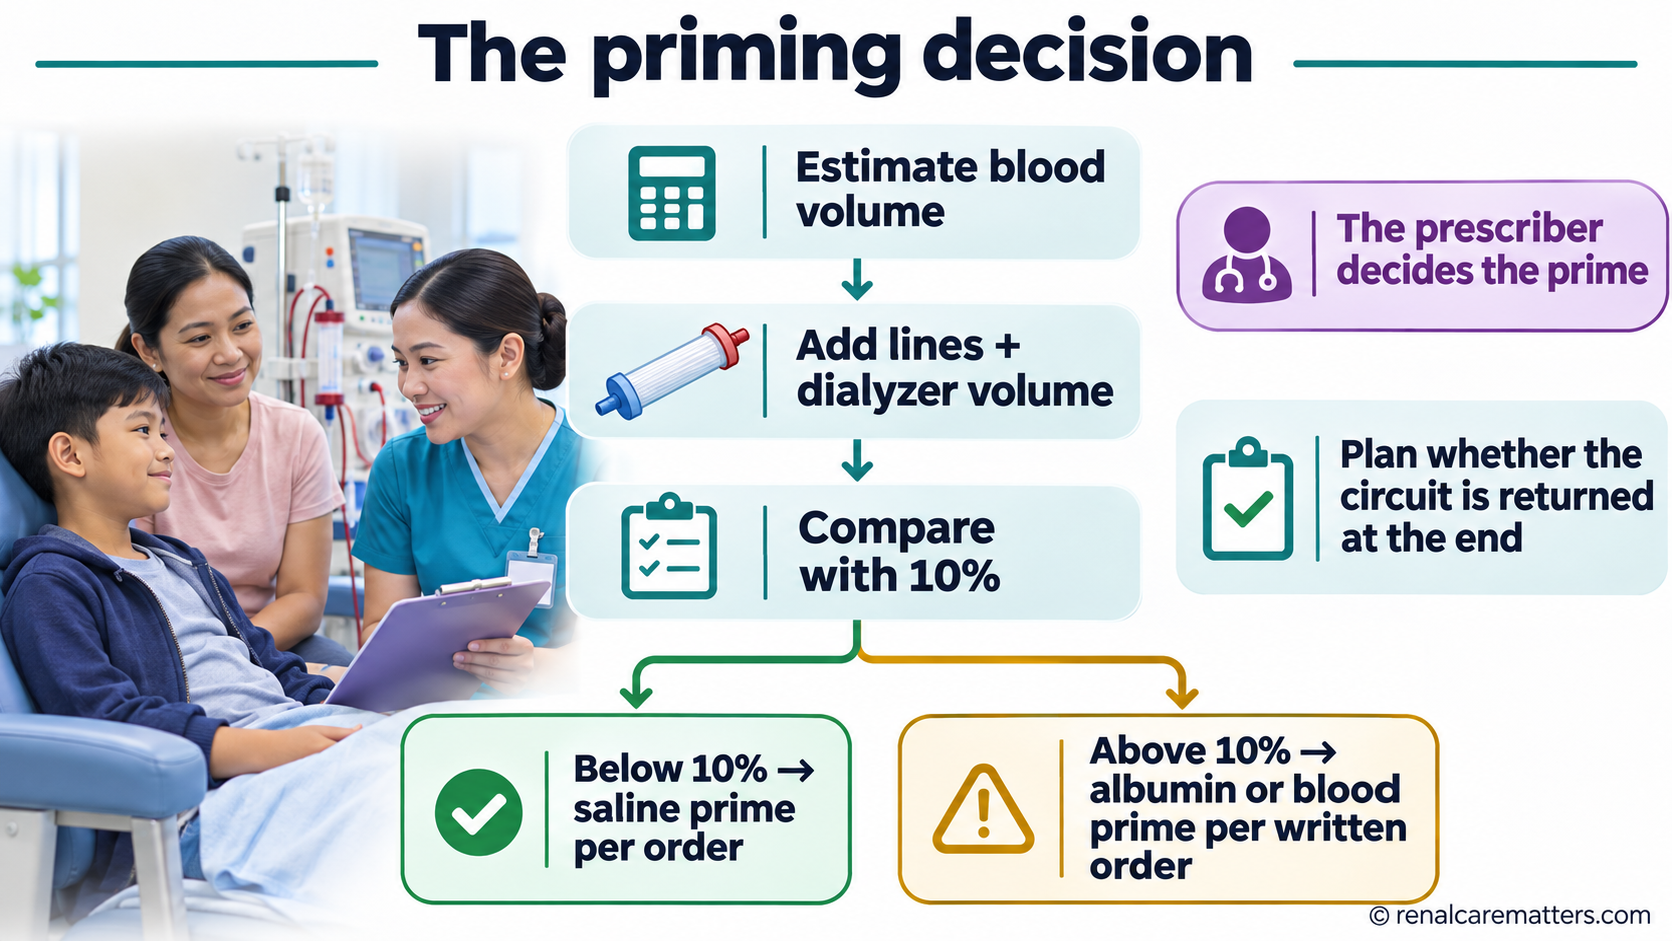 The priming decision
Estimate blood
volume
Add lines +
dialyzer volume
Compare
with 10%
Below 10% →
saline prime
per order
Above 10% →
albumin or blood
prime per written
order
The prescriber
decides the prime
Plan whether the
circuit is returned
at the end
© renalcarematters.com